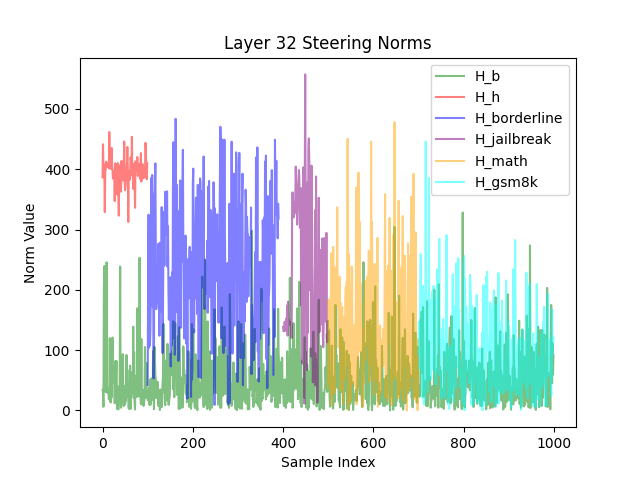 Layer 32 Steering Norms
Norm Value
500
400
300
200
100
0
0
200
400
600
800
1000
Sample Index
H_b
H_h
H_borderline
H_jailbreak
H_math
H_gsm8k